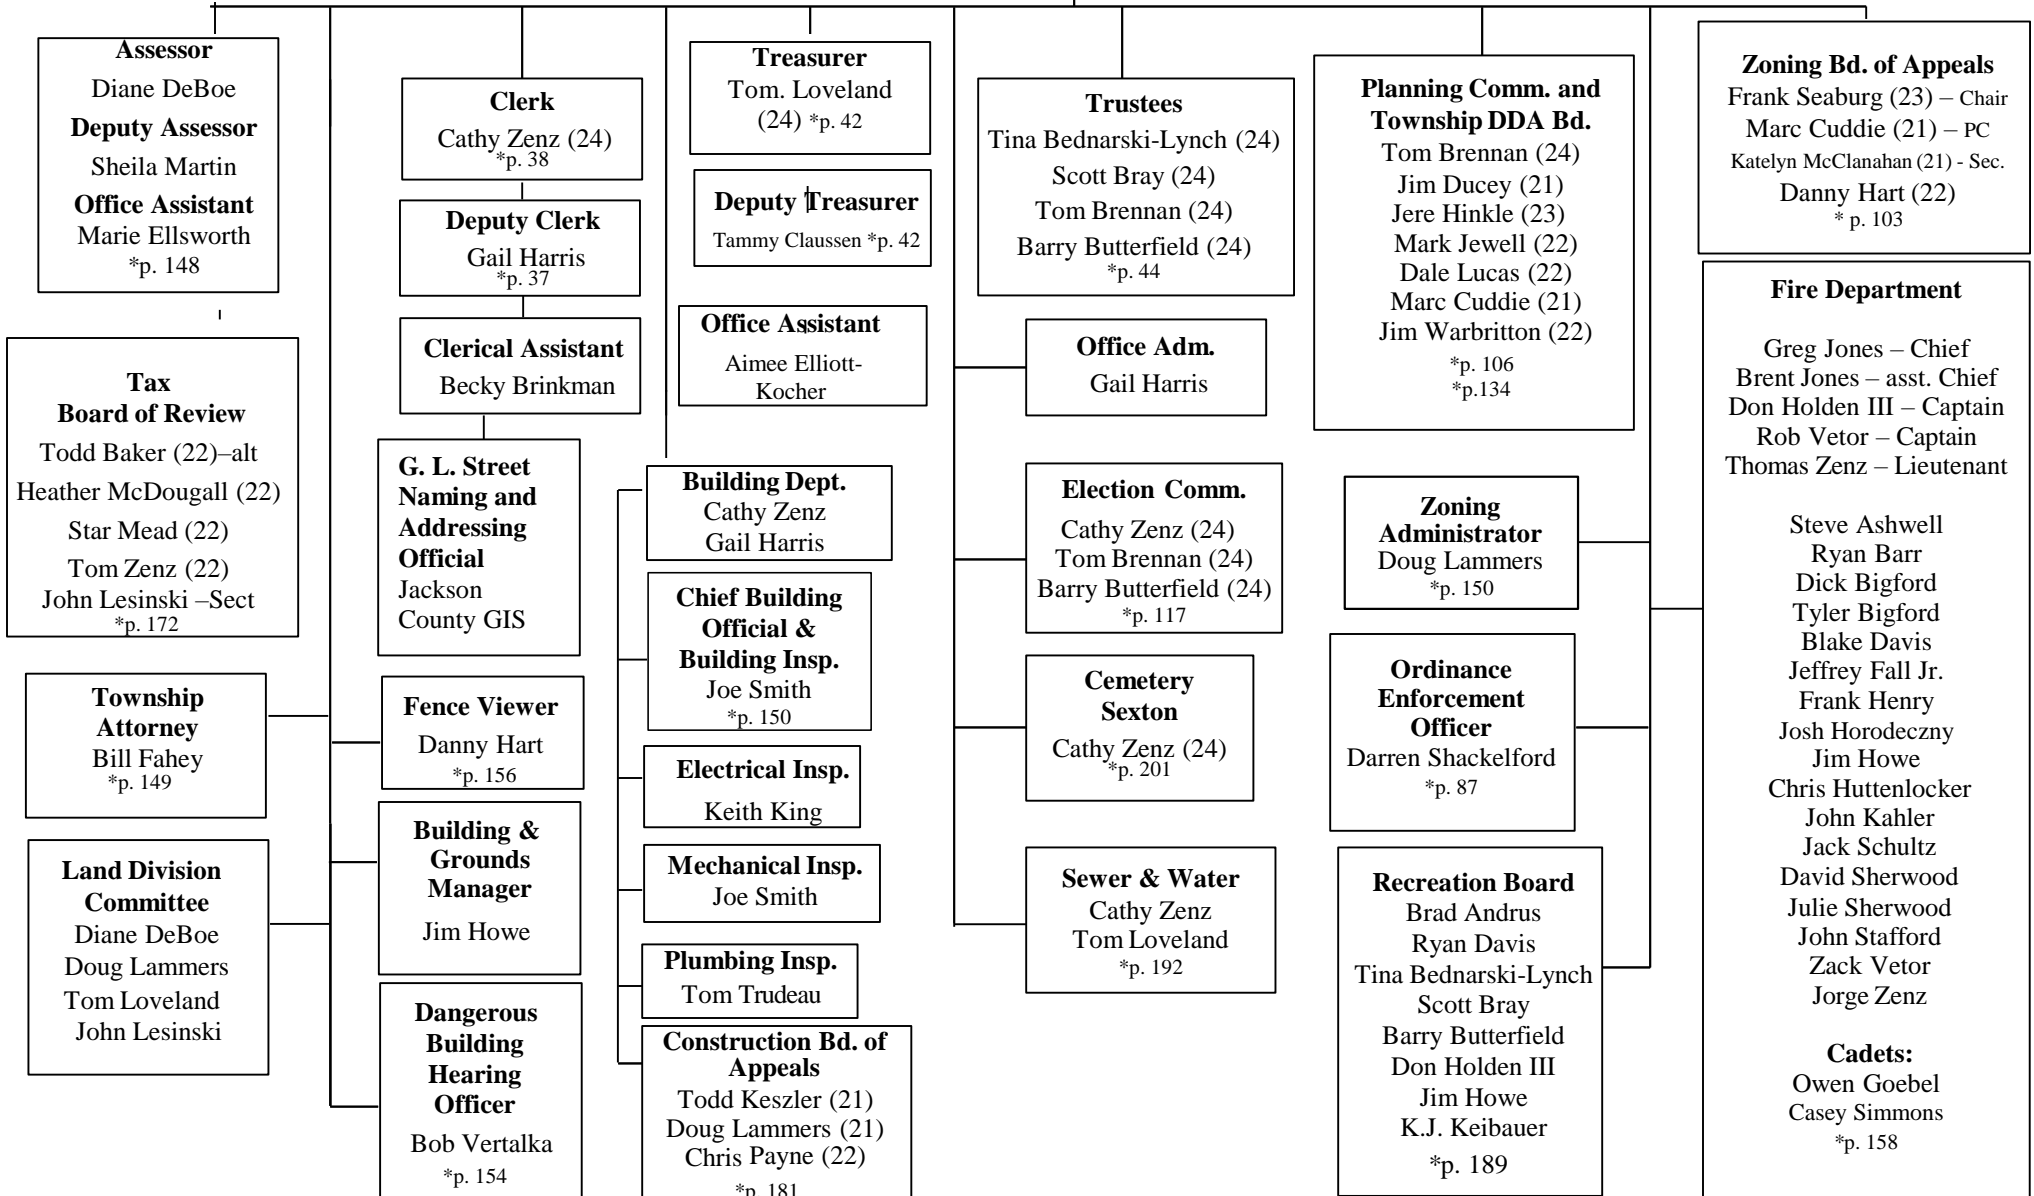 Assessor
Diane DeBoe
Deputy Assessor
Sheila Martin
Office Assistant
Marie Ellsworth
*p. 148
Tax
Board of Review
Todd Baker (22)–alt
Heather McDougall (22)
Star Mead (22)
Tom Zenz (22)
John Lesinski –Sect
*p. 172
Township
Attorney
Bill Fahey
*p. 149
Land Division
Committee
Diane DeBoe
Doug Lammers
Tom Loveland
John Lesinski
Clerk
Cathy Zenz (24)
*p. 38
Deputy Clerk
Gail Harris
*p. 37
Clerical Assistant
Becky Brinkman
G. L. Street
Naming and
Addressing
Official
Jackson
County GIS
Fence Viewer
Danny Hart
*p. 156
Building &
Grounds
Manager
Jim Howe
Dangerous
Building
Hearing
Officer
Bob Vertalka
*p. 154
Treasurer
Tom. Loveland
(24) *p. 42
Deputy Treasurer
Tammy Claussen *p. 42
Office Assistant
Aimee Elliott-
Kocher
Building Dept.
Cathy Zenz
Gail Harris
Chief Building
Official &
Building Insp.
Joe Smith
*p. 150
Electrical Insp.
Keith King
Mechanical Insp.
Joe Smith
Plumbing Insp.
Tom Trudeau
Construction Bd. of
Appeals
Todd Keszler (21)
Doug Lammers (21)
Chris Payne (22)
*p. 181
Trustees
Tina Bednarski-Lynch (24)
Scott Bray (24)
Tom Brennan (24)
Barry Butterfield (24)
*p. 44
Office Adm.
Gail Harris
Election Comm.
Cathy Zenz (24)
Tom Brennan (24)
Barry Butterfield (24)
*p. 117
Cemetery
Sexton
Cathy Zenz (24)
*p. 201
Sewer & Water
Cathy Zenz
Tom Loveland
*p. 192
Planning Comm. and
Township DDA Bd.
Tom Brennan (24)
Jim Ducey (21)
Jere Hinkle (23)
Mark Jewell (22)
Dale Lucas (22)
Marc Cuddie (21)
Jim Warbritton (22)
*p. 106
*p.134
Zoning
Administrator
Doug Lammers
*p. 150
Ordinance
Enforcement
Officer
Darren Shackelford
*p. 87
Recreation Board
Brad Andrus
Ryan Davis
Tina Bednarski-Lynch
Scott Bray
Barry Butterfield
Don Holden III
Jim Howe
K.J. Keibauer
*p. 189
Zoning Bd. of Appeals
Frank Seaburg (23) – Chair
Marc Cuddie (21) – PC
Katelyn McClanahan (21) - Sec.
Danny Hart (22)
* p. 103
Fire Department
Greg Jones – Chief
Brent Jones – asst. Chief
Don Holden III – Captain
Rob Vetor – Captain
Thomas Zenz – Lieutenant
Steve Ashwell
Ryan Barr
Dick Bigford
Tyler Bigford
Blake Davis
Jeffrey Fall Jr.
Frank Henry
Josh Horodeczny
Jim Howe
Chris Huttenlocker
John Kahler
Jack Schultz
David Sherwood
Julie Sherwood
John Stafford
Zack Vetor
Jorge Zenz
Cadets:
Owen Goebel
Casey Simmons
*p. 158